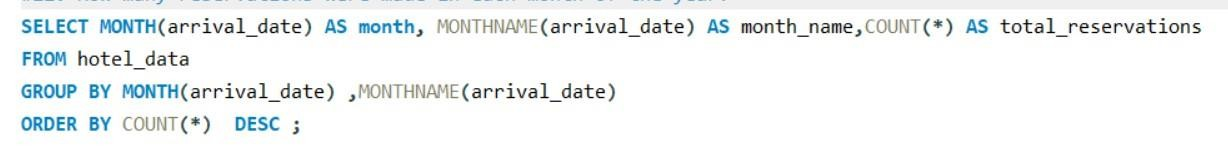 SELECT MONTH(arrival_date) AS month, MONTHNAME(arrival_date) AS month_name,COUNT(*) AS total_reservations
FROM hotel_data
GROUP BY MONTH(arrival_date) ,MONTHNAME(arrival_date)
ORDER BY COUNT(*)  DESC ;